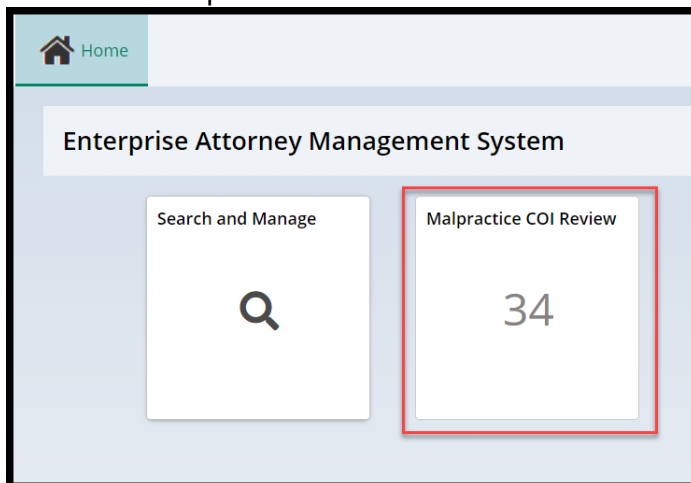 Home
Enterprise Attorney Management System
Search and Manage
Malpractice COI Review
34